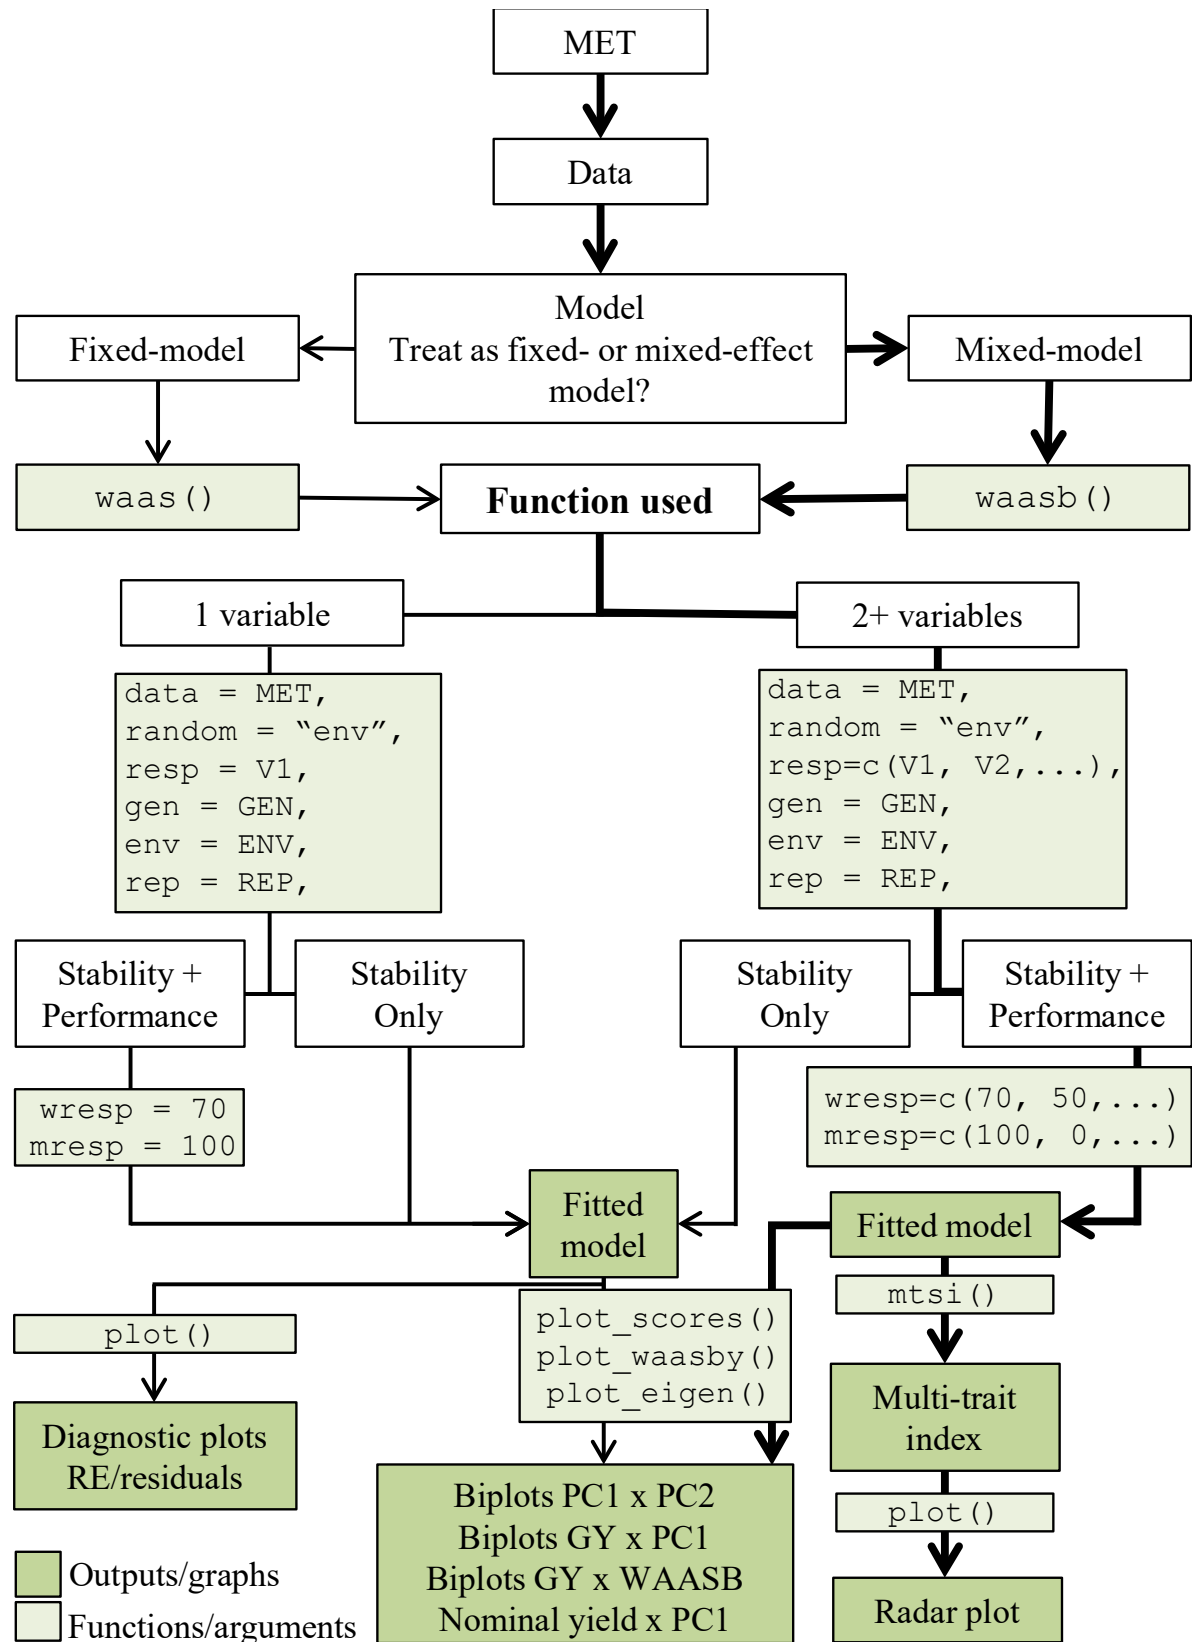 MET
Data
Model
Treat as fixed- or mixed-effect
model?
Fixed-model
Mixed-model
waas()
Function used
waasb()
1 variable
2+ variables
data = MET,
random = “env”,
resp = V1,
gen = GEN,
env = ENV,
rep = REP,
data = MET,
random = “env”,
resp=c(V1, V2,...),
gen = GEN,
env = ENV,
rep = REP,
Stability +
Performance
Stability
Only
Stability
Only
Stability +
Performance
wresp = 70
mresp = 100
wresp=c(70, 50,...)
mresp=c(100, 0,...)
Fitted
model
Fitted model
mtsi()
plot()
plot_scores()
plot_waasby()
plot_eigen()
Multi-trait
index
Diagnostic plots
RE/residuals
plot()
Biplots PC1 x PC2
Biplots GY x PC1
Biplots GY x WAASB
Nominal yield x PC1
Radar plot
Outputs/graphs
Functions/arguments